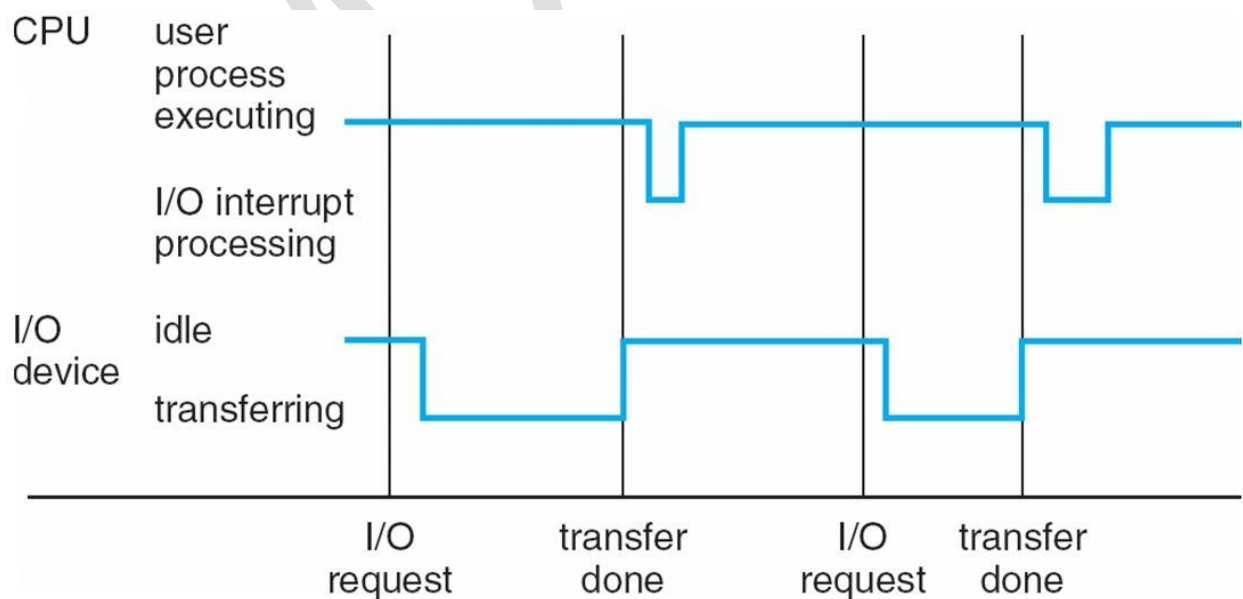 CPU
user
process
executing
I/O interrupt
processing
I/O
device
idle
transferring
I/O
request
transfer
done
I/O
request
transfer
done